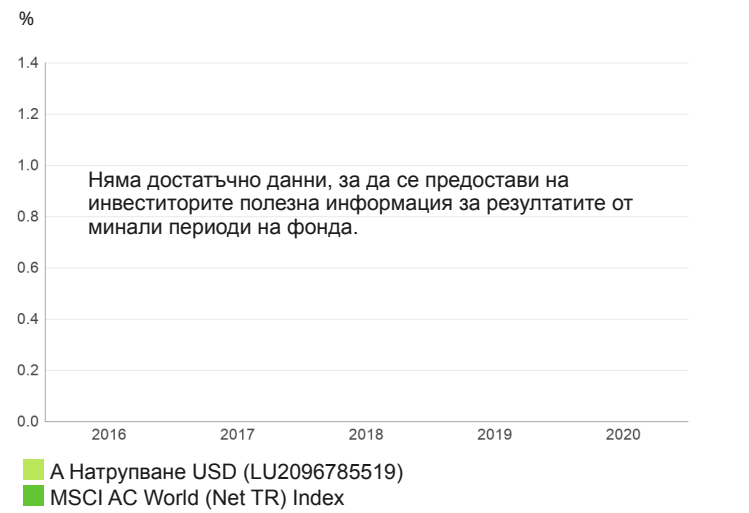 %
1.4
1.2
1.0
Няма достатъчно данни, за да се предостави на
инвеститорите полезна информация за резултатите от
0.8
минали периоди на фонда.
0.6
0.4
0.2
0.0
2016 2017 2018 2019 2020
А Натрупване USD (LU2096785519)
MSCI AC World (Net TR) Index